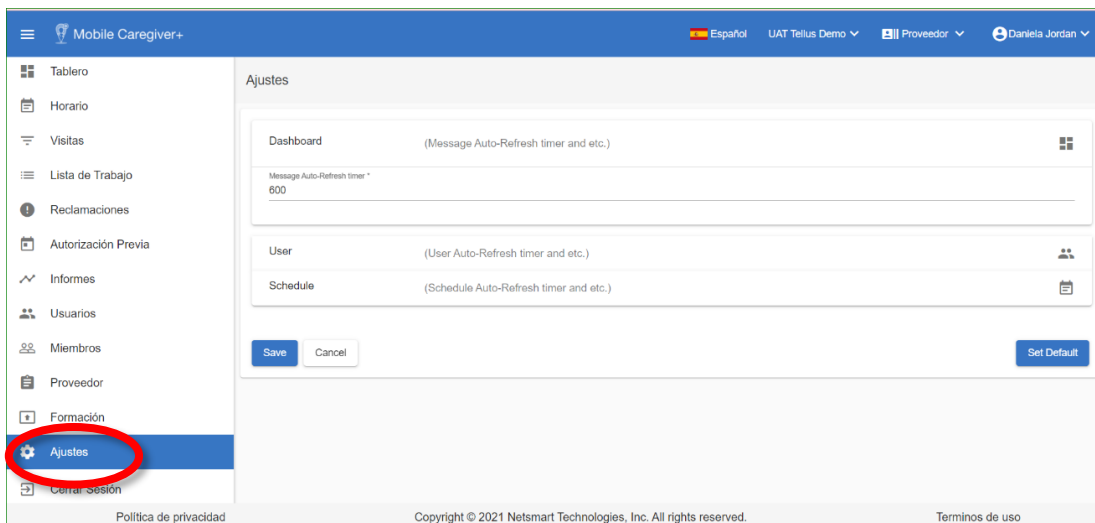 Mobile Caregiver+
Español
UAT Tellus Demo
Proveedor
Daniela Jordan
Tablero
Horario
Visitas
Lista de Trabajo
Reclamaciones
Autorización Previa
Informes
Usuarios
Miembros
Proveedor
Formación
Ajustes
Cerrar Sesión
Ajustes
Dashboard (Message Auto-Refresh timer and etc.)
Message Auto-Refresh timer *
600
User (User Auto-Refresh timer and etc.)
Schedule (Schedule Auto-Refresh timer and etc.)
Save Cancel Set Default
Política de privacidad Copyright © 2021 Netsmart Technologies, Inc. All rights reserved. Terminos de uso